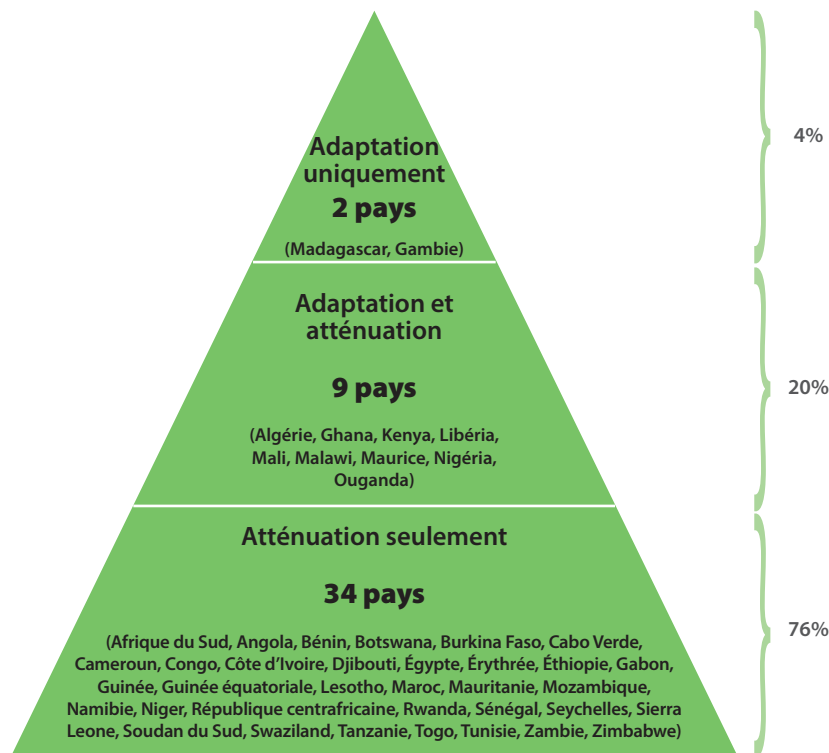 Adaptation
uniquement
2 pays
(Madagascar, Gambie)
4%
Adaptation et
atténuation
9 pays
(Algérie, Ghana, Kenya, Libéria,
Mali, Malawi, Maurice, Nigéria,
Ouganda)
20%
Atténuation seulement
34 pays
(Afrique du Sud, Angola, Bénin, Botswana, Burkina Faso, Cabo Verde,
Cameroun, Congo, Côte d’Ivoire, Djibouti, Égypte, Érythrée, Éthiopie, Gabon,
Guinée, Guinée équatoriale, Lesotho, Maroc, Mauritanie, Mozambique,
Namibie, Niger, République centrafricaine, Rwanda, Sénégal, Seychelles, Sierra
Leone, Soudan du Sud, Swaziland, Tanzanie, Togo, Tunisie, Zambie, Zimbabwe)
76%